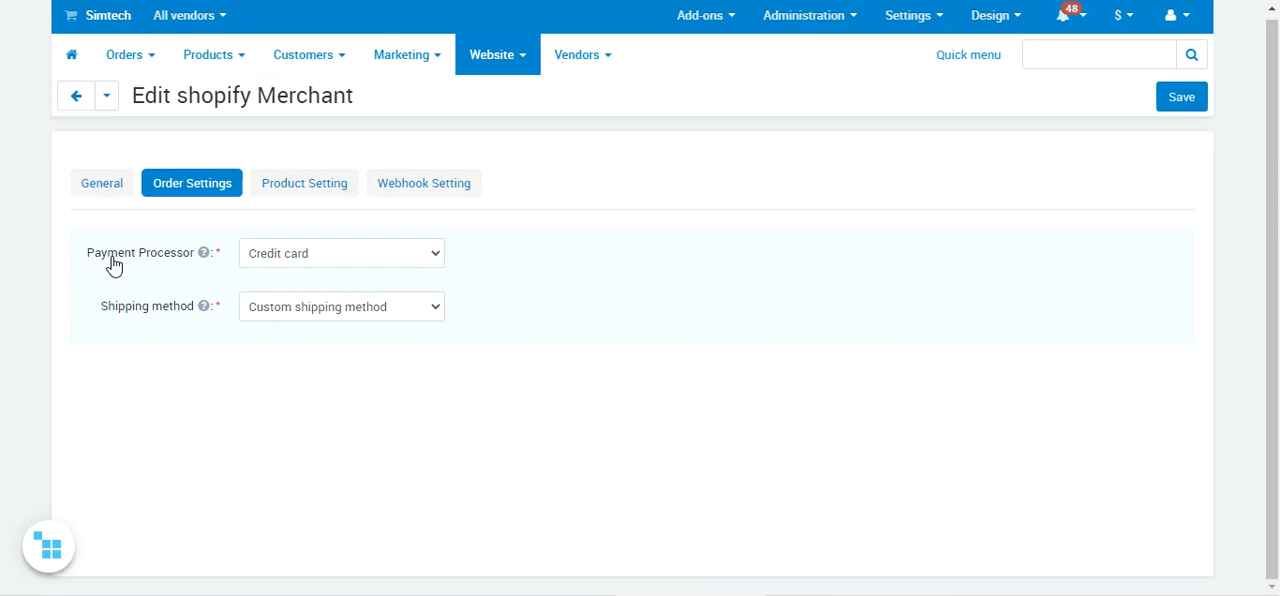 Simtech All vendors Add-ons Administration Settings Design 48 $
Orders Products Customers Marketing Website Vendors Quick menu
Edit shopify Merchant Save
General Order Settings Product Setting Webhook Setting
Payment Processor ?: * Credit card
Shipping method ?: * Custom shipping method